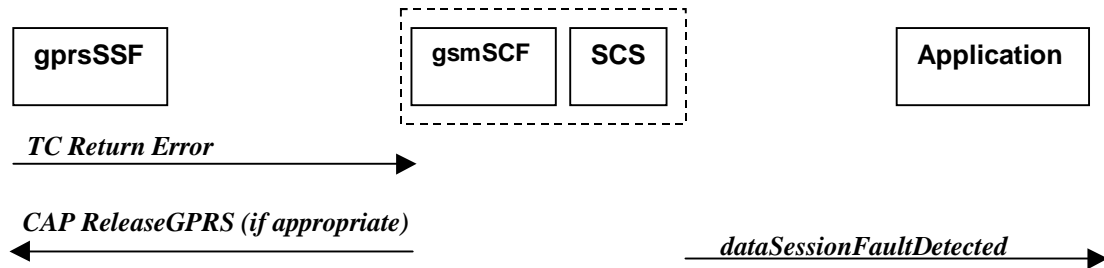 gprsSSF
gsmSCF
SCS
Application
TC Return Error
CAP ReleaseGPRS (if appropriate)
dataSessionFaultDetected